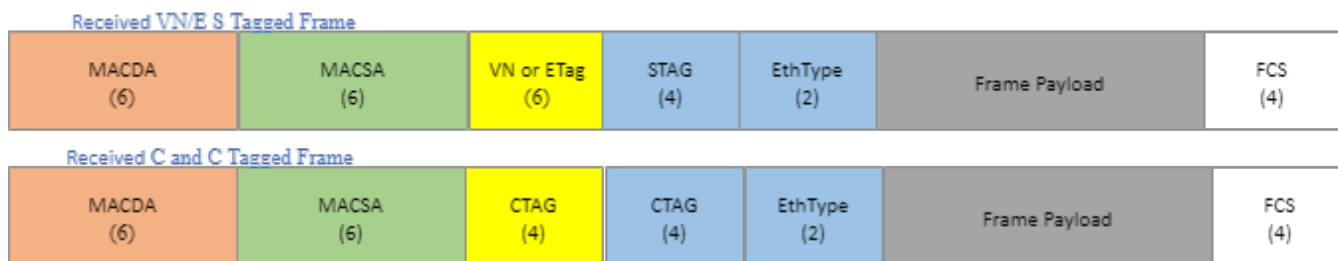 Received VN/E S Tagged Frame
MACDA MACSA VN or ETag STAG EthType Frame Payload FCS
(6) (6) (6) (4) (2) (4)
Received C and C Tagged Frame
MACDA MACSA CTAG CTAG EthType Frame Payload FCS
(6) (6) (4) (4) (2) (4)